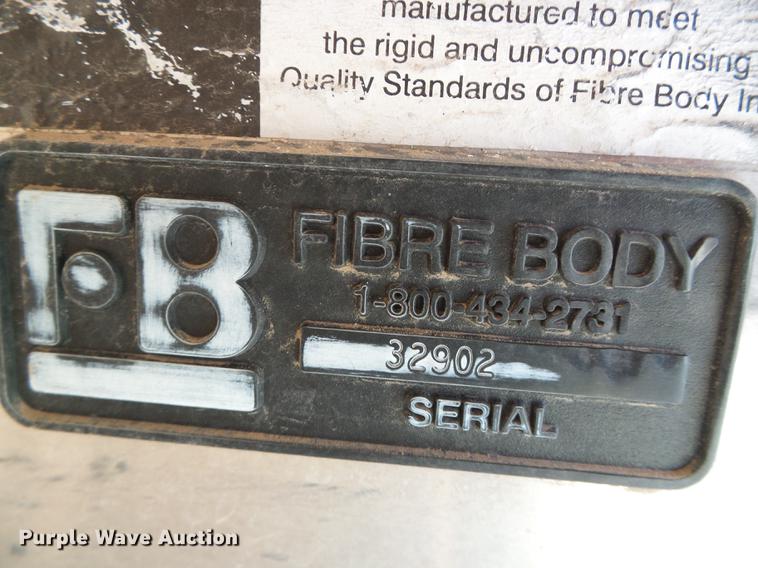 manufactured to meet
the rigid and uncompromising
Quality Standards of Fibre Body In
FB FIBRE BODY
1-800-434-2731
32902
SERIAL
Purple Wave Auction